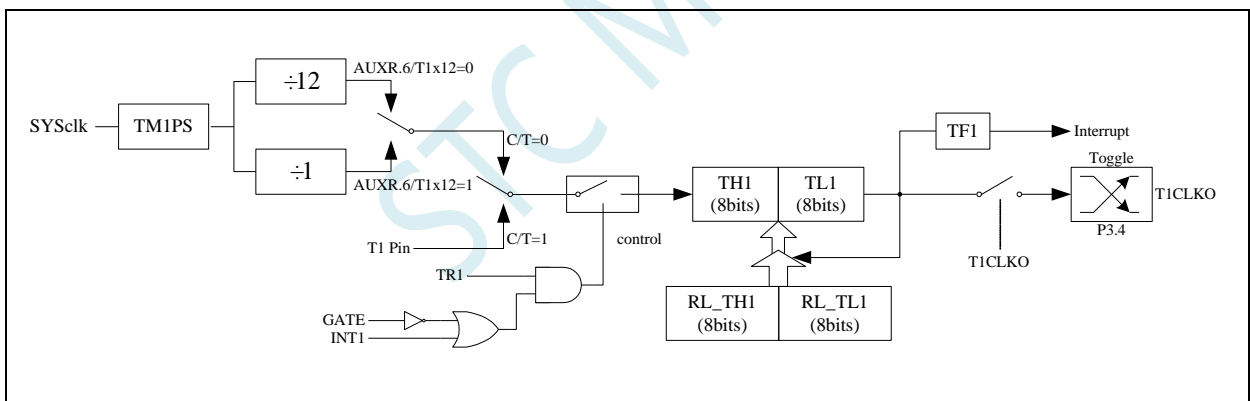 STC M
÷12
AUXR.6/T1x12=0
SYSclk
TM1PS
÷1
AUXR.6/T1x12=1
C/T=0
T1 Pin
C/T=1
TR1
GATE
INT1
control
TH1
(8bits)
TL1
(8bits)
RL_TH1
(8bits)
RL_TL1
(8bits)
TF1
Interrupt
Toggle
T1CLKO
P3.4
T1CLKO